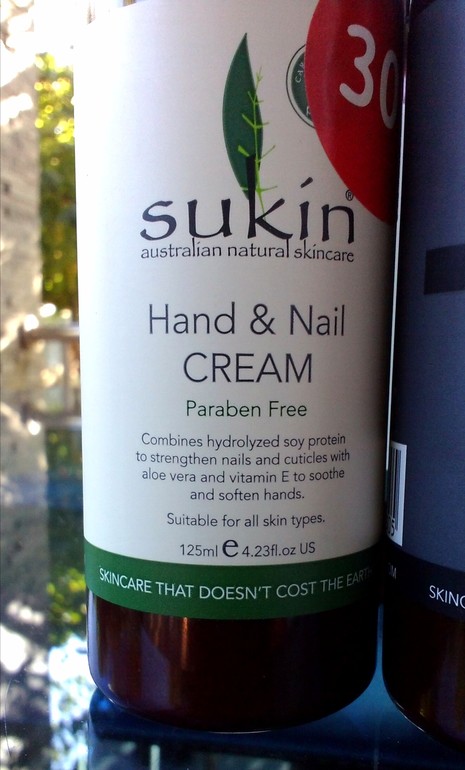 30
sukin®
australian natural skincare
Hand & Nail
CREAM
Paraben Free
Combines hydrolyzed soy protein
to strengthen nails and cuticles with
aloe vera and vitamin E to soothe
and soften hands.
Suitable for all skin types.
125ml e 4.23fl.oz US
SKINCARE THAT DOESN'T COST THE EARTH